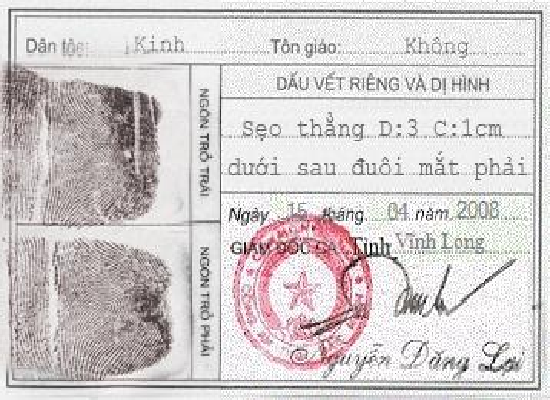 Dân tộc: Kinh Tôn giáo: Không
DẤU VẾT RIÊNG VÀ DỊ HÌNH
Sẹo thẳng D:3 C:1cm
dưới sau đuôi mắt phải
Ngày 15 tháng 04 năm 2008
GIÁM ĐỐC CA Tỉnh Vĩnh Long
Nguyễn Đăng
NGÓN TRỎ TRÁI
NGÓN TRỎ PHẢI